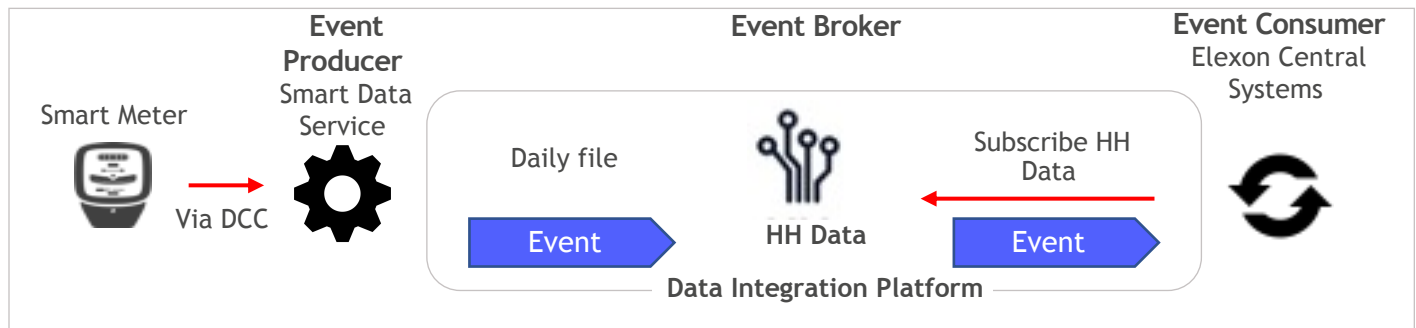 Event
Producer
Smart Data
Service
Event Broker
Event Consumer
Elexon Central
Systems
Smart Meter
Via DCC
Daily file
Event
HH Data
Subscribe HH
Data
Event
Data Integration Platform